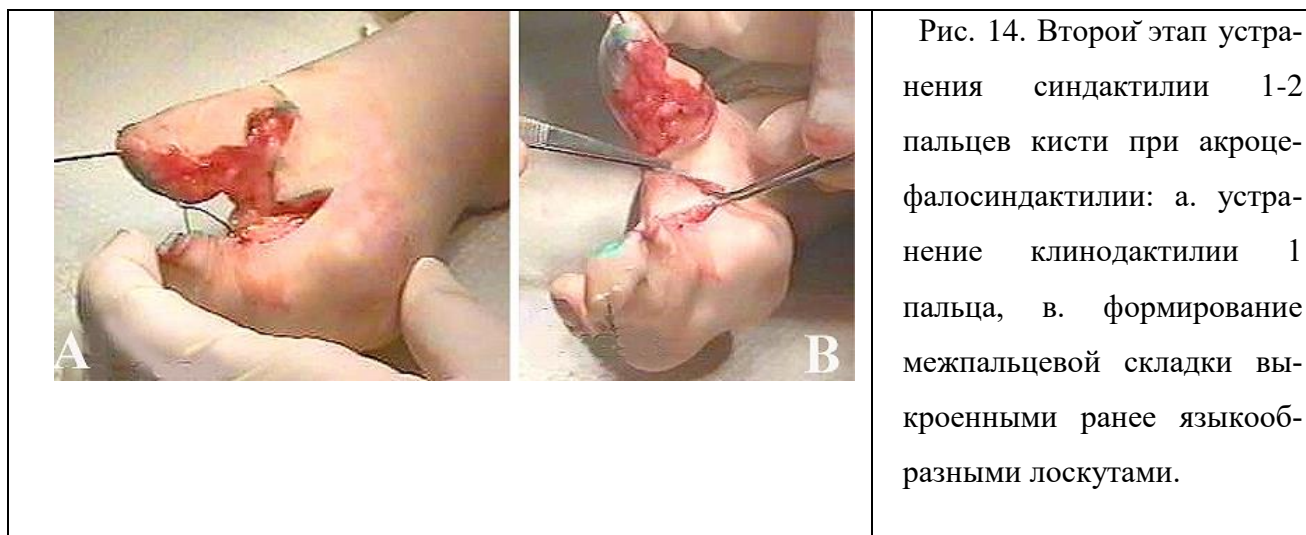 A
B
Рис. 14. Второй этап устра-
нения синдактилии 1-2
пальцев кисти при акроце-
фалосиндактилии: а. устра-
нение клинодактилии 1
пальца, в. формирование
межпальцевой складки вы-
кроенными ранее языкооб-
разными лоскутами.